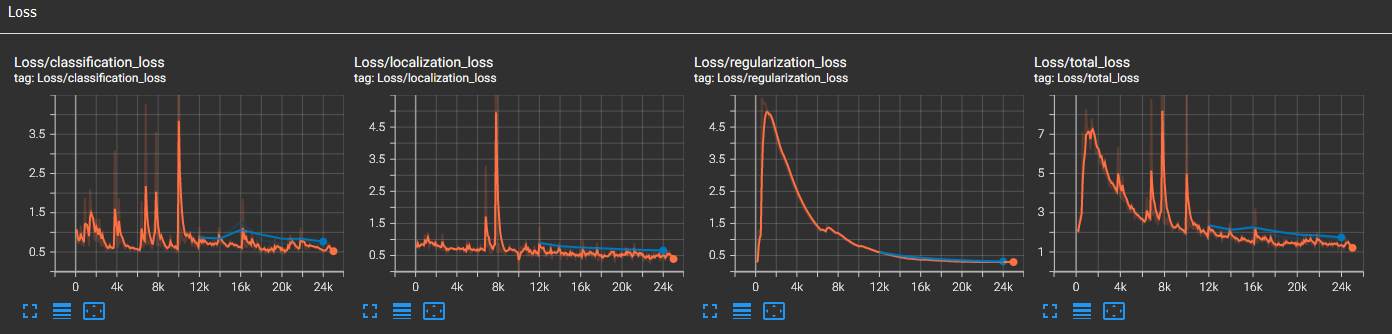 Loss
Loss/classification_loss
tag: Loss/classification_loss
3.5
2.5
1.5
0.5
0 4k 8k 12k 16k 20k 24k
Loss/localization_loss
tag: Loss/localization_loss
4.5
3.5
2.5
1.5
0.5
0 4k 8k 12k 16k 20k 24k
Loss/regularization_loss
tag: Loss/regularization_loss
4.5
3.5
2.5
1.5
0.5
0 4k 8k 12k 16k 20k 24k
Loss/total_loss
tag: Loss/total_loss
7
5
3
1
0 4k 8k 12k 16k 20k 24k